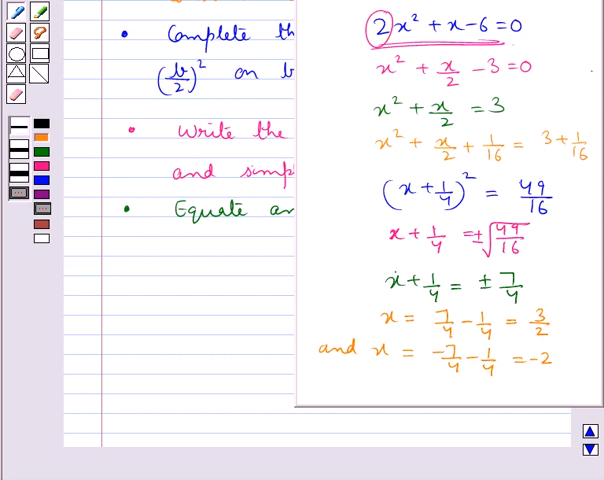 • Complete th
(b/2)² on b
• Write the
and simp
• Equate an
2x² + x - 6 = 0
x² + x/2 - 3 = 0
x² + x/2 = 3
x² + x/2 + 1/16 = 3 + 1/16
(x + 1/4)² = 49/16
x + 1/4 = ±√49/16
x + 1/4 = ± 7/4
x = 7/4 - 1/4 = 3/2
and x = -7/4 - 1/4 = -2